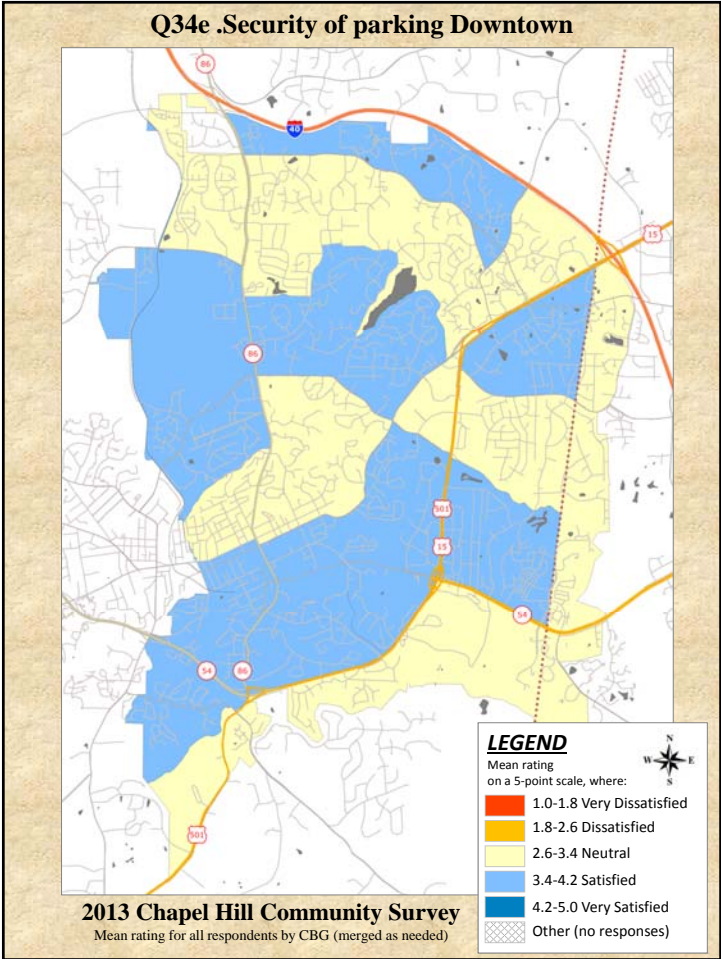 Q34e .Security of parking Downtown
86
40
15
86
501
15
54
54
86
501
LEGEND
Mean rating
on a 5-point scale, where:
1.0-1.8 Very Dissatisfied
1.8-2.6 Dissatisfied
2.6-3.4 Neutral
3.4-4.2 Satisfied
4.2-5.0 Very Satisfied
Other (no responses)
N
W E
S
2013 Chapel Hill Community Survey
Mean rating for all respondents by CBG (merged as needed)